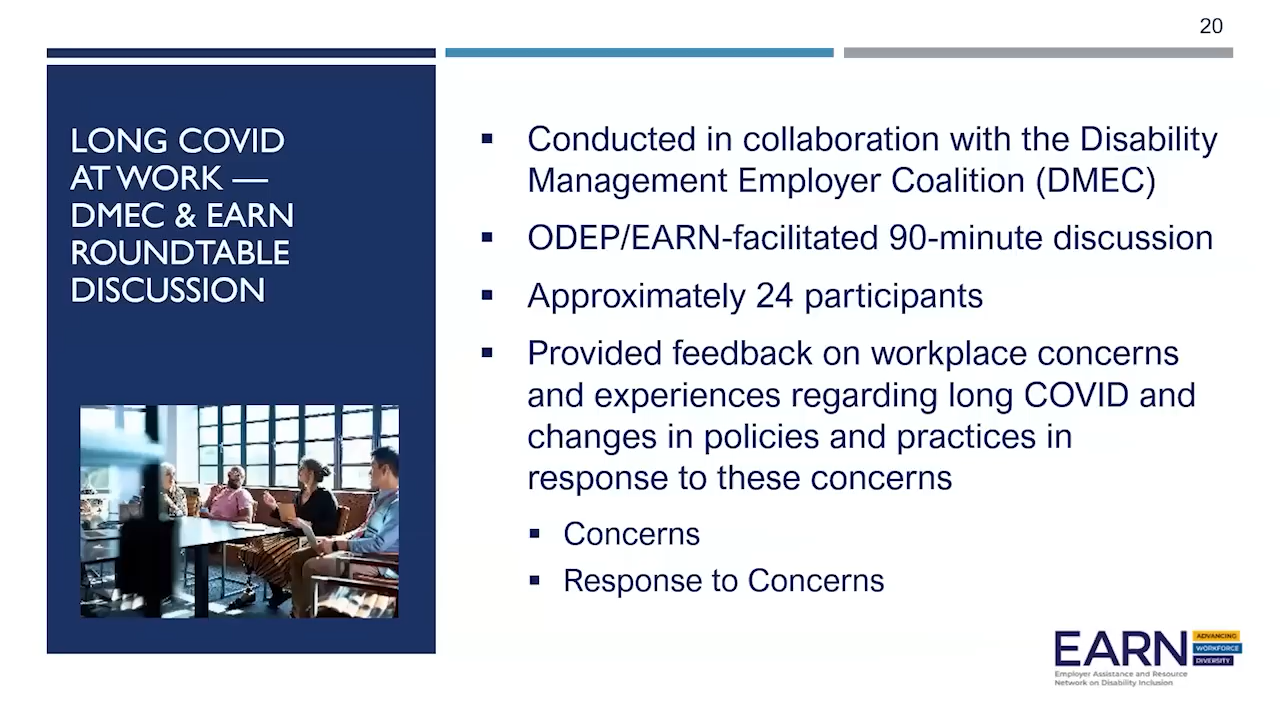 20
LONG COVID
AT WORK —
DMEC & EARN
ROUNDTABLE
DISCUSSION
▪ Conducted in collaboration with the Disability
Management Employer Coalition (DMEC)
▪ ODEP/EARN-facilitated 90-minute discussion
▪ Approximately 24 participants
▪ Provided feedback on workplace concerns
and experiences regarding long COVID and
changes in policies and practices in
response to these concerns
▪ Concerns
▪ Response to Concerns
EARN
ADVANCING
WORKFORCE
DIVERSITY
Employer Assistance and Resource
Network on Disability Inclusion